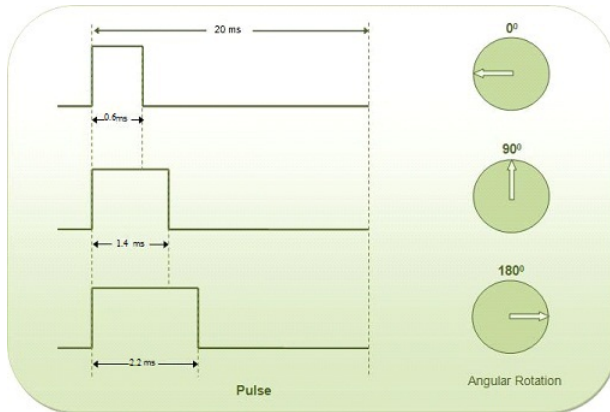 20 ms
0⁰
0.6ms
90⁰
1.4 ms
180⁰
2.2 ms
Pulse
Angular Rotation